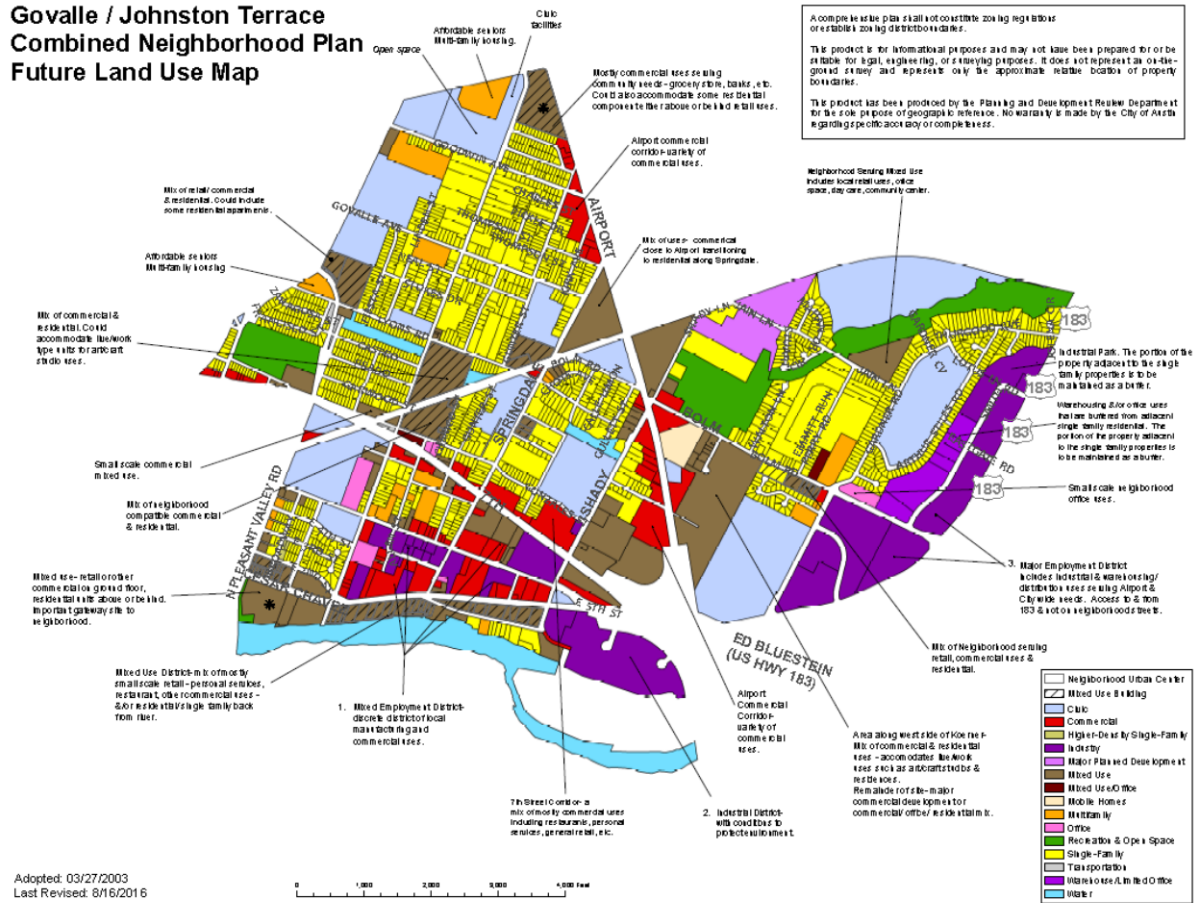 Govalle / Johnston Terrace
Combined Neighborhood Plan
Future Land Use Map
Open space
Affordable seniors
Multi-family housing.
Civic
facilities
Mostly commercial uses serving
community needs - grocery store, banks, etc.
Could also accommodate some residential
component either above or behind retail uses.
Airport commercial
corridor- variety of
commercial uses.
A comprehensive plan shall not constitute zoning regulations
or establish zoning district boundaries.
This product is for informational purposes and may not have been prepared for or be
suitable for legal, engineering, or surveying purposes. It does not represent an on-the-
ground survey and represents only the approximate relative location of property
boundaries.
This product has been produced by the Planning and Development Review Department
for the sole purpose of geographic reference. No warranty is made by the City of Austin
regarding specific accuracy or completeness.
Neighborhood Serving Mixed Use
includes local retail uses, office
space, day care, community center.
Mix of retail/ commercial
& residential. Could include
some residential apartments.
Mix of uses- commerical
close to Airport transitioning
to residential along Springdale.
Affordable seniors
Multi-family housing
Mix of commercial &
residential. Could
accommodate live/work
type units for art/craft
studio uses.
GOODWIN AVE
GOVALLE AVE
AIRPORT
SPRINGDALE
BOLM RD
BOLM
SHADY
N PLEASANT VALLEY RD
E 5TH ST
ED BLUESTEIN
(US HWY 183)
183
183
183
183
Industrial Park. The portion of the
property adjacent to the single
family properties is to be
maintained as a buffer.
Warehousing &/or office uses
that are buffered from adjacent
single family residential. The
portion of the property adjacent
to the single family properties is
to be maintained as a buffer.
Small scale neighborhood
office uses.
Small scale commercial
mixed use.
Mix of neighborhood
compatible commercial
& residential.
Mixed use- retail or other
commercial on ground floor,
residential units above or behind.
Important gateway site to
neighborhood.
3. Major Employment District
Includes industrial & warehousing/
distribution uses serving Airport &
City wide needs. Access to & from
183 & not on neighborhood streets.
Mix of Neighborhood serving
retail, commercial uses &
residential.
Mixed Use District- mix of mostly
small scale retail - personal services,
restaurant, other commercial uses -
&/or residential/single family back
from river.
1. Mixed Employment District-
discrete district of local
manufacturing and
commercial uses.
Airport
Commercial
Corridor-
variety of
commercial
uses.
Area along west side of Koerner-
Mix of commercial & residential
uses - accomodates live/work
uses such as art/craft studios &
residences.
Remainder of site- major
commercial development or
commercial/ office/ residential mix.
7th Street Corridor- a
mix of mostly commercial uses
including restaurants, personal
services, general retail, etc.
2. Industrial District-
with conditions to
protect environment.
Neighborhood Urban Center
Mixed Use Building
Civic
Commercial
Higher-Density Single-Family
Industry
Major Planned Development
Mixed Use
Mixed Use/Office
Mobile Homes
Multifamily
Office
Recreation & Open Space
Single-Family
Transportation
Warehouse/Limited Office
Water
Adopted: 03/27/2003
Last Revised: 8/16/2016
0 1,000 2,000 3,000 4,000 Feet